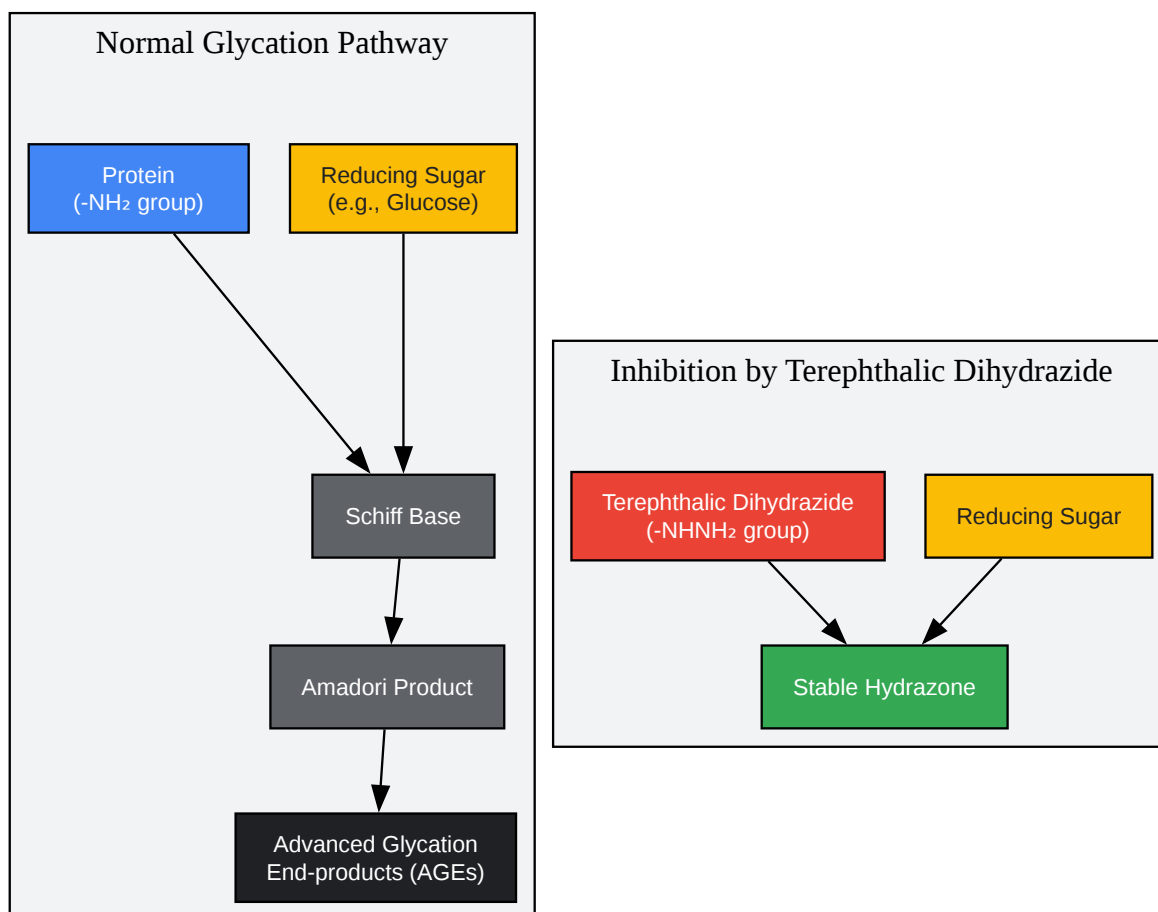 Normal Glycation Pathway
Protein
(-NH₂ group)
Reducing Sugar
(e.g., Glucose)
Schiff Base
Amadori Product
Advanced Glycation
End-products (AGEs)
Inhibition by Terephthalic Dihydrazide
Terephthalic Dihydrazide
(-NHNH₂ group)
Reducing Sugar
Stable Hydrazone